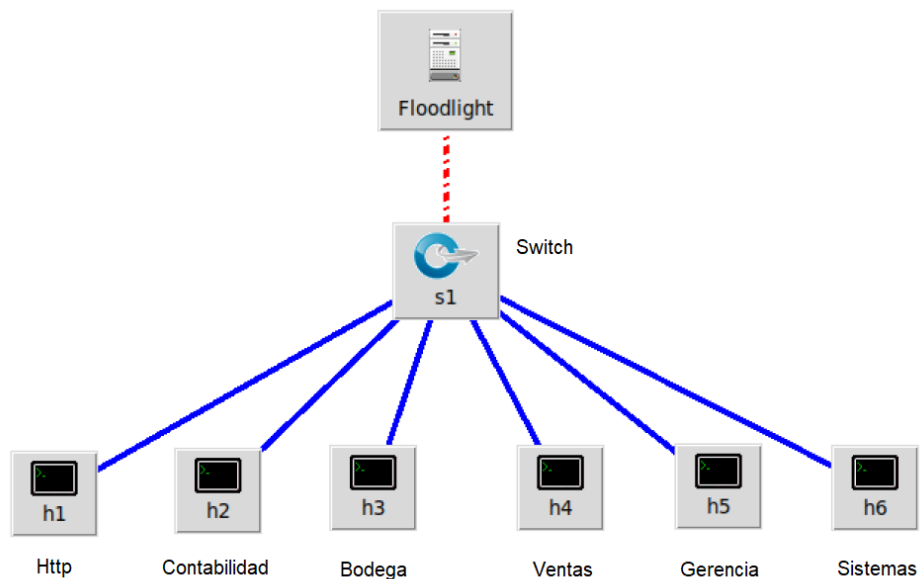 Floodlight
Switch
s1
h1
h2
h3
h4
h5
h6
Http
Contabilidad
Bodega
Ventas
Gerencia
Sistemas